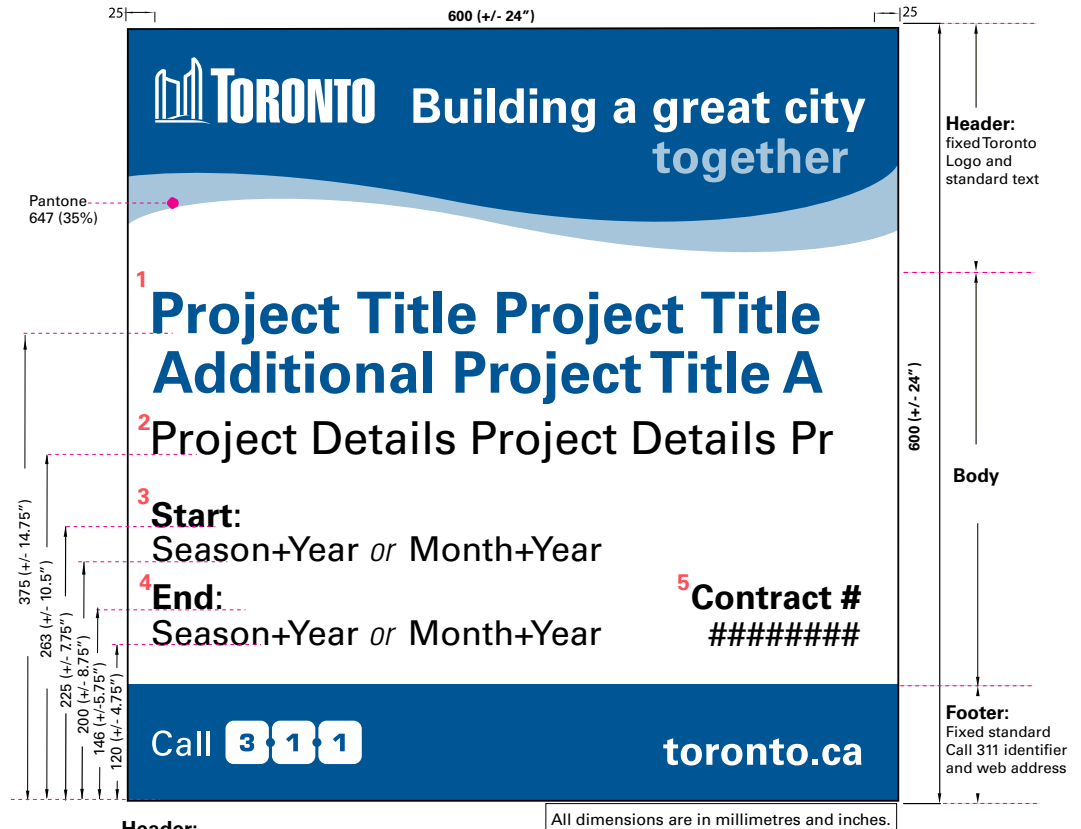 25
600 (+/- 24”)
25
TORONTO
Building a great city
together
Header:
fixed Toronto
Logo and
standard text
Pantone
647 (35%)
1
Project Title Project Title
Additional Project Title A
2
Project Details Project Details Pr
3
Start:
Season+Year or Month+Year
4
End:
Season+Year or Month+Year
5
Contract #
########
600 (+/- 24”)
Body
375 (+/- 14.75”)
263 (+/- 10.5”)
225 (+/- 7.75”)
200 (+/- 8.75”)
146 (+/-5.75”)
120 (+/- 4.75”)
Call 3 1 1
toronto.ca
Footer:
Fixed standard
Call 311 identifier
and web address
All dimensions are in millimetres and inches.
Header: